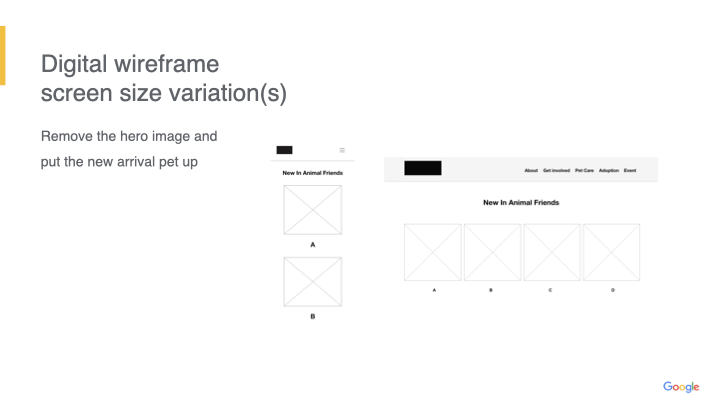 Digital wireframe
screen size variation(s)
Remove the hero image and
put the new arrival pet up
New In Animal Friends
A
B
About Get involved Pet Care Adoption Event
New In Animal Friends
A B C D
Google